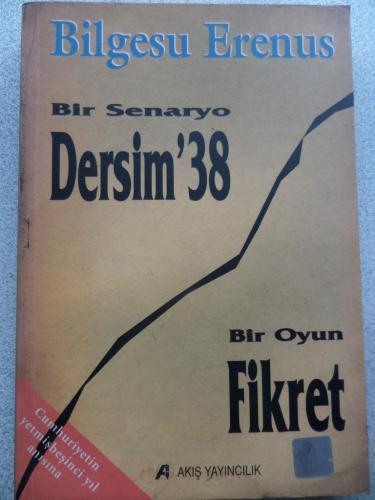 Bilgesu Erenus
Bir Senaryo
Dersim'38
Bir Oyun
Fikret
Cumhuriyetin
yetmişbeşinci yıl
anısına
A AKIŞ YAYINCILIK